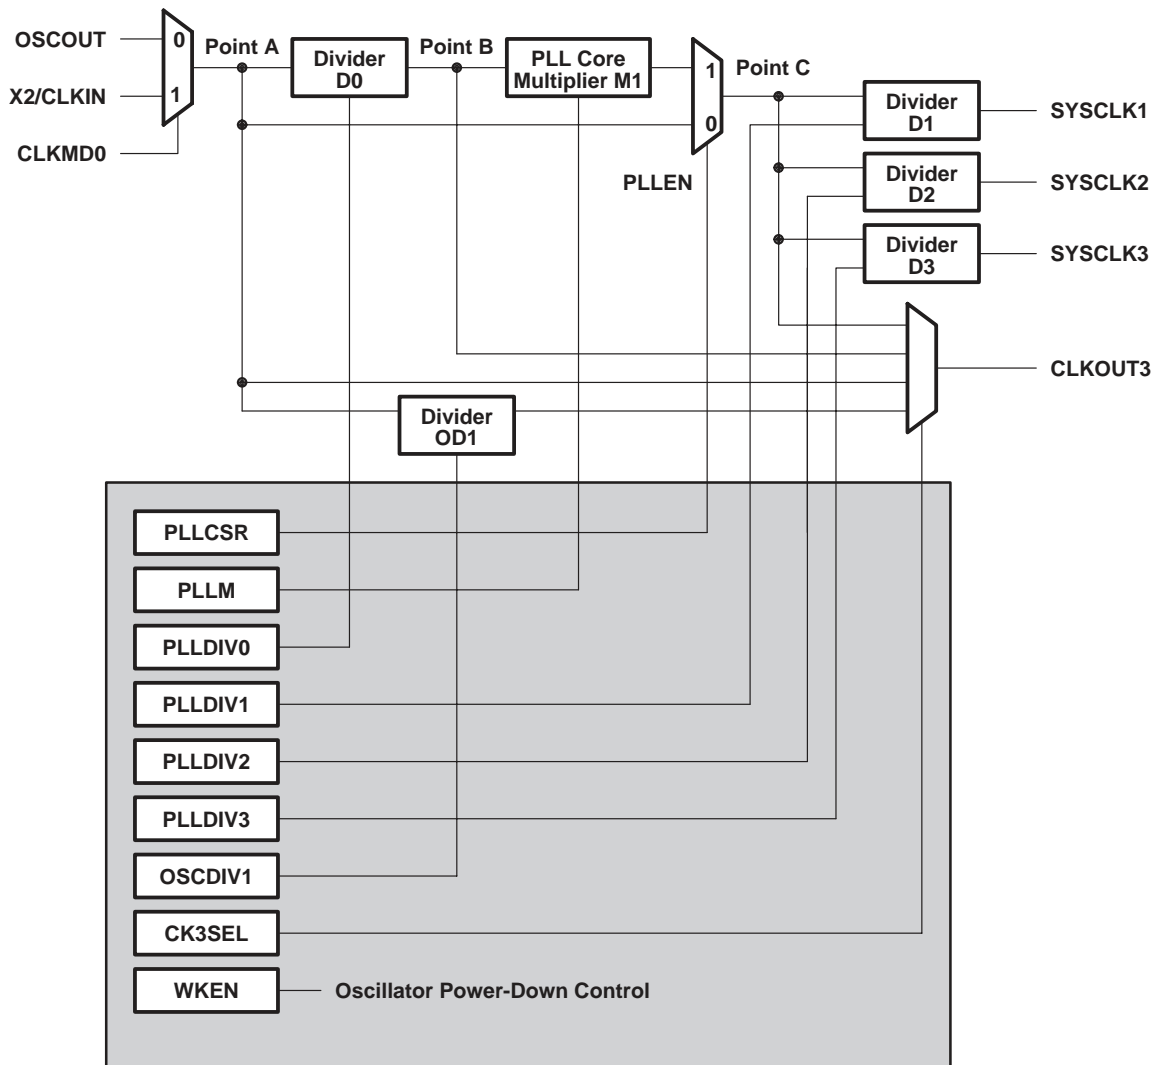 OSCOUT
0
Point A
Divider
D0
Point B
PLL Core
Multiplier M1
1
Point C
X2/CLKIN
1
0
Divider
D1
SYSCLK1
CLKMD0
PLLEN
Divider
D2
SYSCLK2
Divider
D3
SYSCLK3
CLKOUT3
Divider
OD1
PLLCSR
PLLM
PLLDIV0
PLLDIV1
PLLDIV2
PLLDIV3
OSCDIV1
CK3SEL
WKEN
Oscillator Power-Down Control